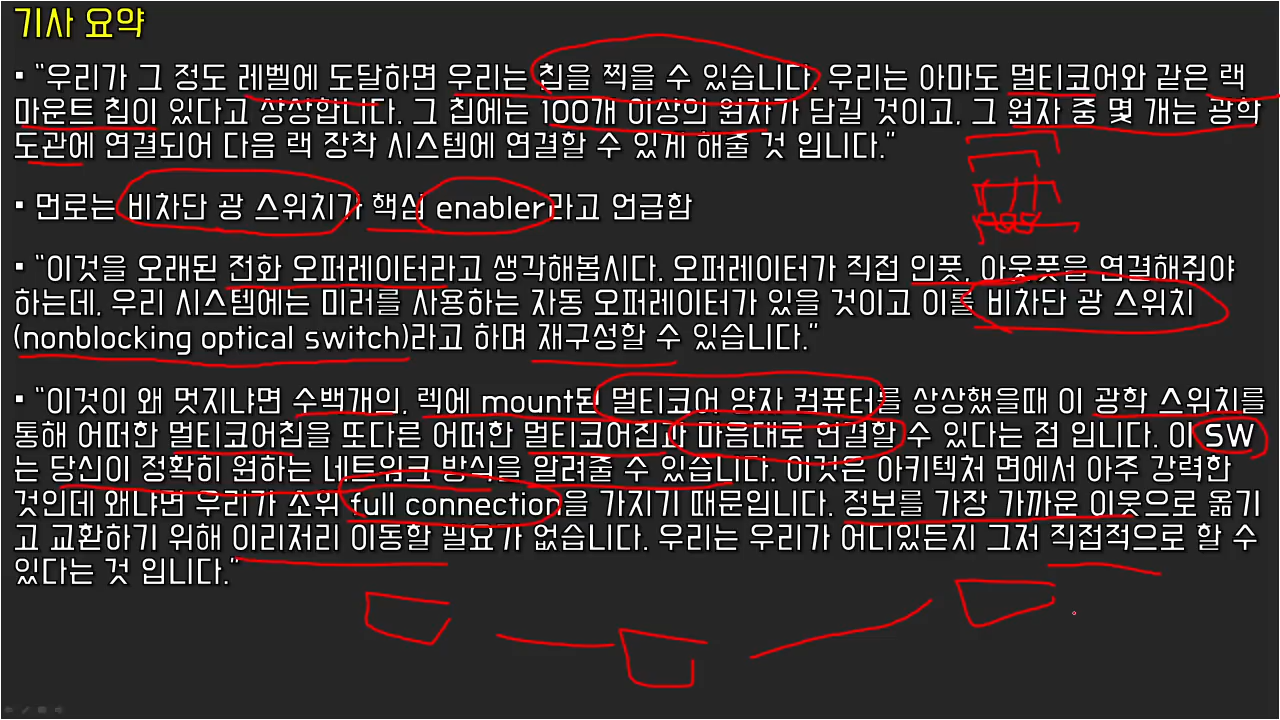 기사 요약
▪ "우리가 그 정도 레벨에 도달하면 우리는 칩을 찍을 수 있습니다. 우리는 아마도 멀티코어와 같은 랙
마운트 칩이 있다고 상상합니다. 그 칩에는 100개 이상의 원자가 담길 것이고, 그 원자 중 몇 개는 광학
도관에 연결되어 다음 랙 장착 시스템에 연결할 수 있게 해줄 것 입니다."
▪ 먼로는 비차단 광 스위치가 핵심 enabler라고 언급함
▪ "이것을 오래된 전화 오퍼레이터라고 생각해봅시다. 오퍼레이터가 직접 인풋, 아웃풋을 연결해줘야
하는데, 우리 시스템에는 미러를 사용하는 자동 오퍼레이터가 있을 것이고 이를 비차단 광 스위치
(nonblocking optical switch)라고 하며 재구성할 수 있습니다."
▪ "이것이 왜 멋지냐면 수백개의, 렉에 mount된 멀티코어 양자 컴퓨터를 상상했을때 이 광학 스위치를
통해 어떠한 멀티코어칩을 또다른 어떠한 멀티코어집과 마음대로 연결할 수 있다는 점 입니다. 이 SW
는 당신이 정확히 원하는 네트워크 방식을 알려줄 수 있습니다. 이것은 아키텍처 면에서 아주 강력한
것인데 왜냐면 우리가 소위 full connection을 가지기 때문입니다. 정보를 가장 가까운 이웃으로 옮기
고 교환하기 위해 이리저리 이동할 필요가 없습니다. 우리는 우리가 어디있든지 그저 직접적으로 할 수
있다는 것 입니다."